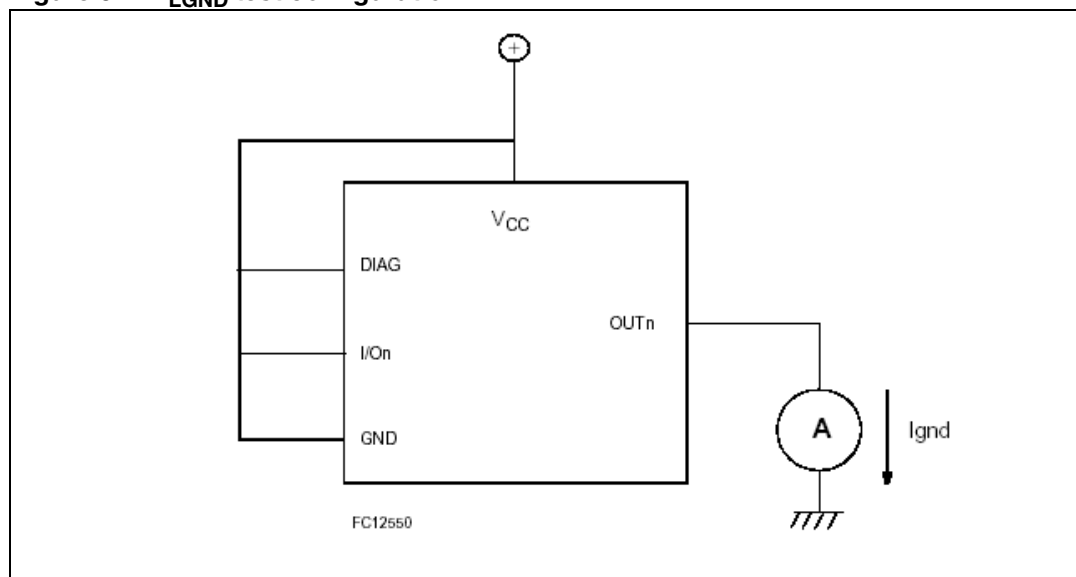 +
VCC
DIAG
OUTn
I/On
GND
A
Ignd
FC12550